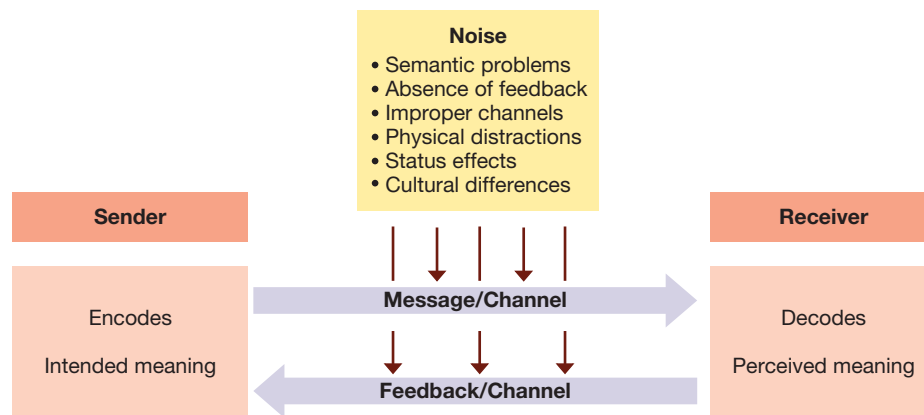 Noise
• Semantic problems
• Absence of feedback
• Improper channels
• Physical distractions
• Status effects
• Cultural differences
Sender
Receiver
Encodes
Intended meaning
Message/Channel
Feedback/Channel
Decodes
Perceived meaning